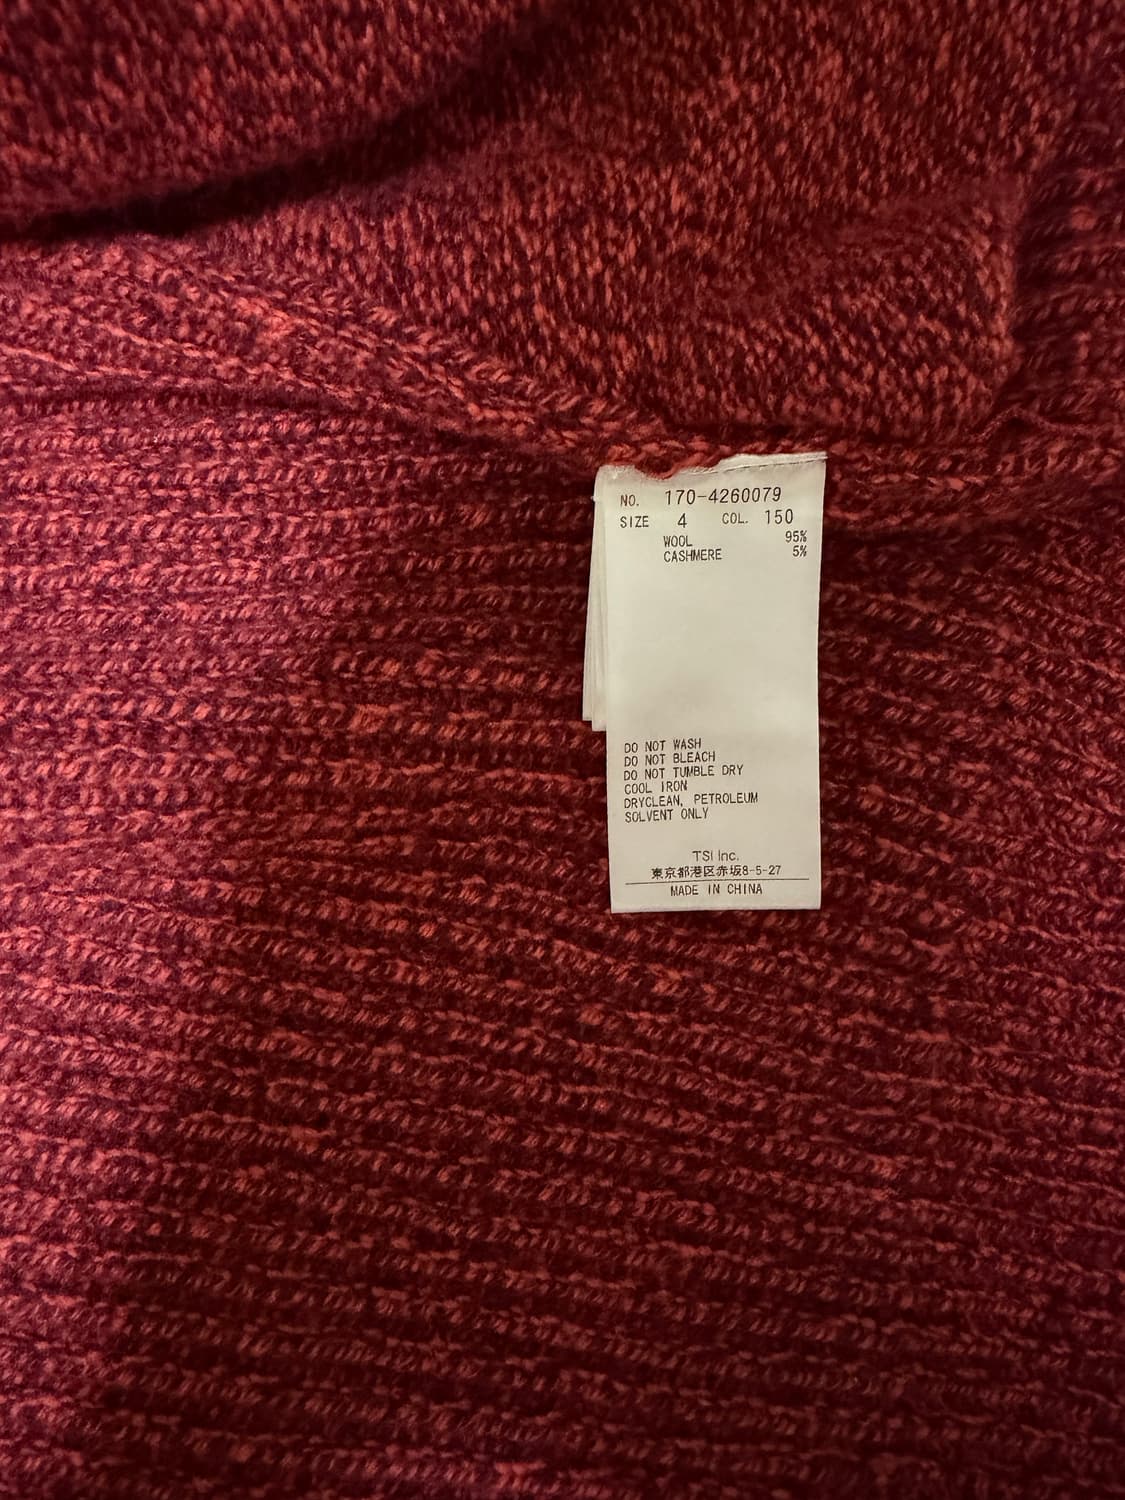 NO. 170-4260079
SIZE 4 COL. 150
WOOL 95%
CASHMERE 5%
DO NOT WASH
DO NOT BLEACH
DO NOT TUMBLE DRY
COOL IRON
DRYCLEAN, PETROLEUM
SOLVENT ONLY
TSI Inc.
東京都港区赤坂8-5-27
MADE IN CHINA